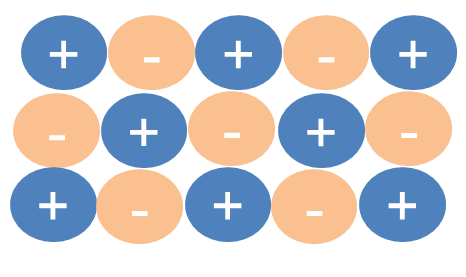 + - + - +
- + - + -
+ - + - +